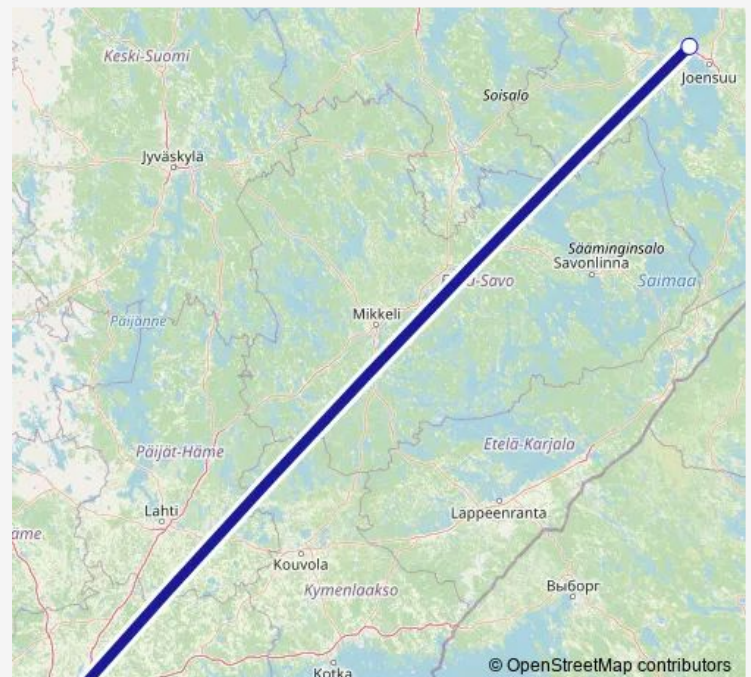 Keski-Suomi
Joensuu
Soisalo
Jyväskylä
Sääminginsalo
Savonlinna
Saimaa
Mikkeli
Päijänne
Etelä-Karjala
Päijät-Häme
Lahti
Lappeenranta
äme
Kouvola
Kymenlaakso
Выборг
Kotka
© OpenStreetMap contributors